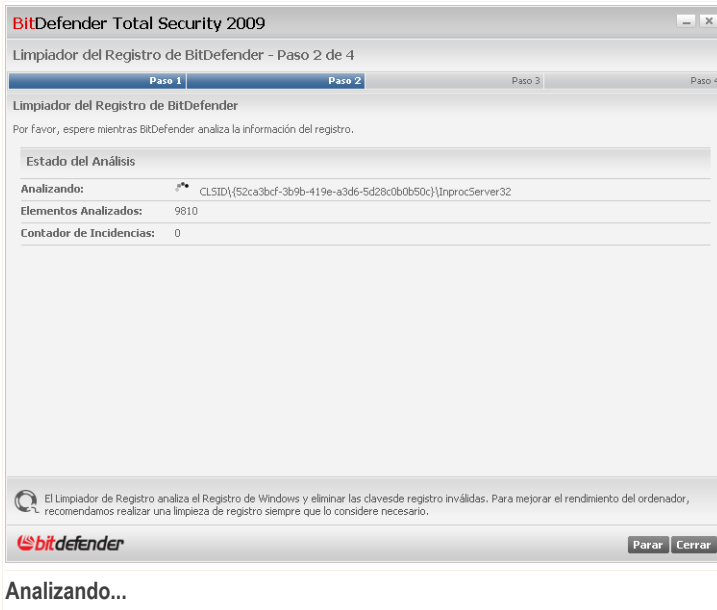 BitDefender Total Security 2009
Limpiador del Registro de BitDefender - Paso 2 de 4
Paso 1 Paso 2 Paso 3 Paso 4
Limpiador del Registro de BitDefender
Por favor, espere mientras BitDefender analiza la información del registro.
Estado del Análisis
Analizando: CLSID\{52ca3bcf-3b9b-419e-a3d6-5d28c0b0b50c}\InprocServer32
Elementos Analizados: 9810
Contador de Incidencias: 0
El Limpiador de Registro analiza el Registro de Windows y eliminar las clavesde registro inválidas. Para mejorar el rendimiento del ordenador,
recomendamos realizar una limpieza de registro siempre que lo considere necesario.
bitdefender
Parar Cerrar
Analizando...